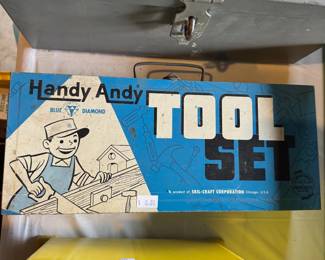 Handy Andy
BLUE DIAMOND
TOOL
SET
A product of SKIL-CRAFT CORPORATION Chicago, U.S.A.